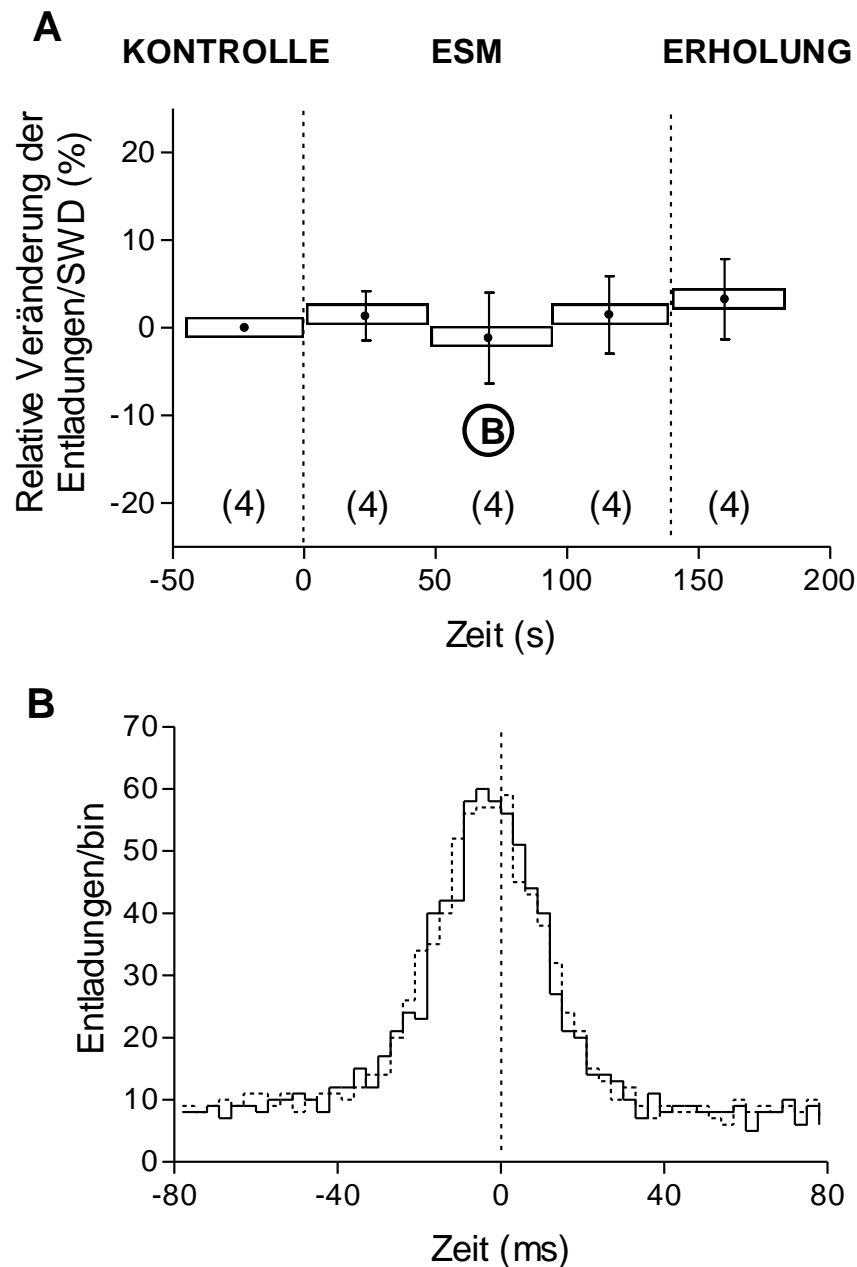 A
KONTROLLE ESM ERHOLUNG
Relative Veränderung der
Entladungen/SWD (%)
20
10
0
-10
-20
B
(4) (4) (4) (4) (4)
-50 0 50 100 150 200
Zeit (s)
B
Entladungen/bin
70
60
50
40
30
20
10
0
-80 -40 0 40 80
Zeit (ms)